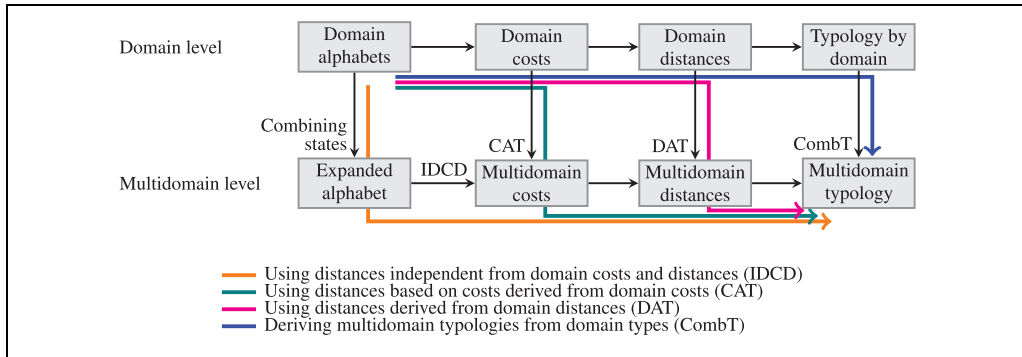 Domain level
Domain
alphabets
Domain
costs
Domain
distances
Typology by
domain
Combining
states
CAT
DAT
CombT
Multidomain level
Expanded
alphabet
IDCD
Multidomain
costs
Multidomain
distances
Multidomain
typology
Using distances independent from domain costs and distances (IDCD)
Using distances based on costs derived from domain costs (CAT)
Using distances derived from domain distances (DAT)
Deriving multidomain typologies from domain types (CombT)